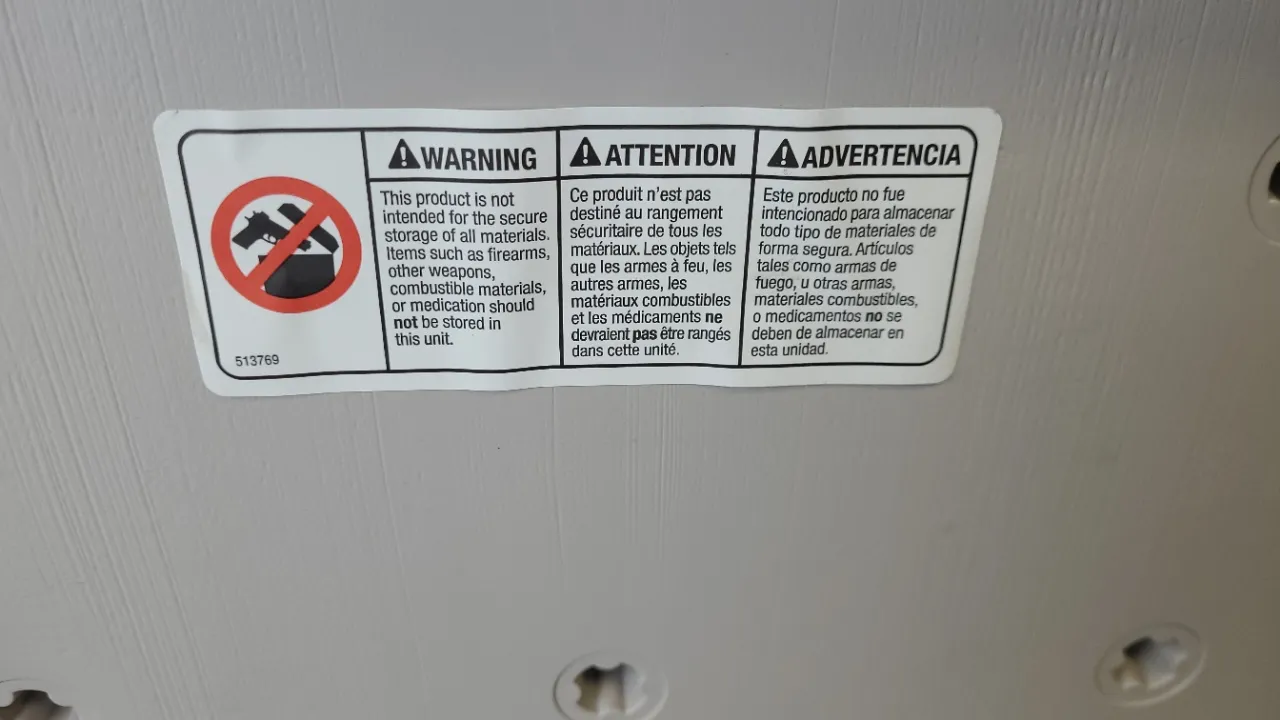 WARNING
This product is not
intended for the secure
storage of all materials.
Items such as firearms,
other weapons,
combustible materials,
or medication should
not be stored in
this unit.
ATTENTION
Ce produit n'est pas
destiné au rangement
sécuritaire de tous les
matériaux. Les objets tels
que les armes à feu, les
autres armes, les
matériaux combustibles
et les médicaments ne
devraient pas être rangés
dans cette unité.
ADVERTENCIA
Este producto no fue
intencionado para almacenar
todo tipo de materiales de
forma segura. Artículos
tales como armas de
fuego, u otras armas,
materiales combustibles,
o medicamentos no se
deben de almacenar en
esta unidad.
513769